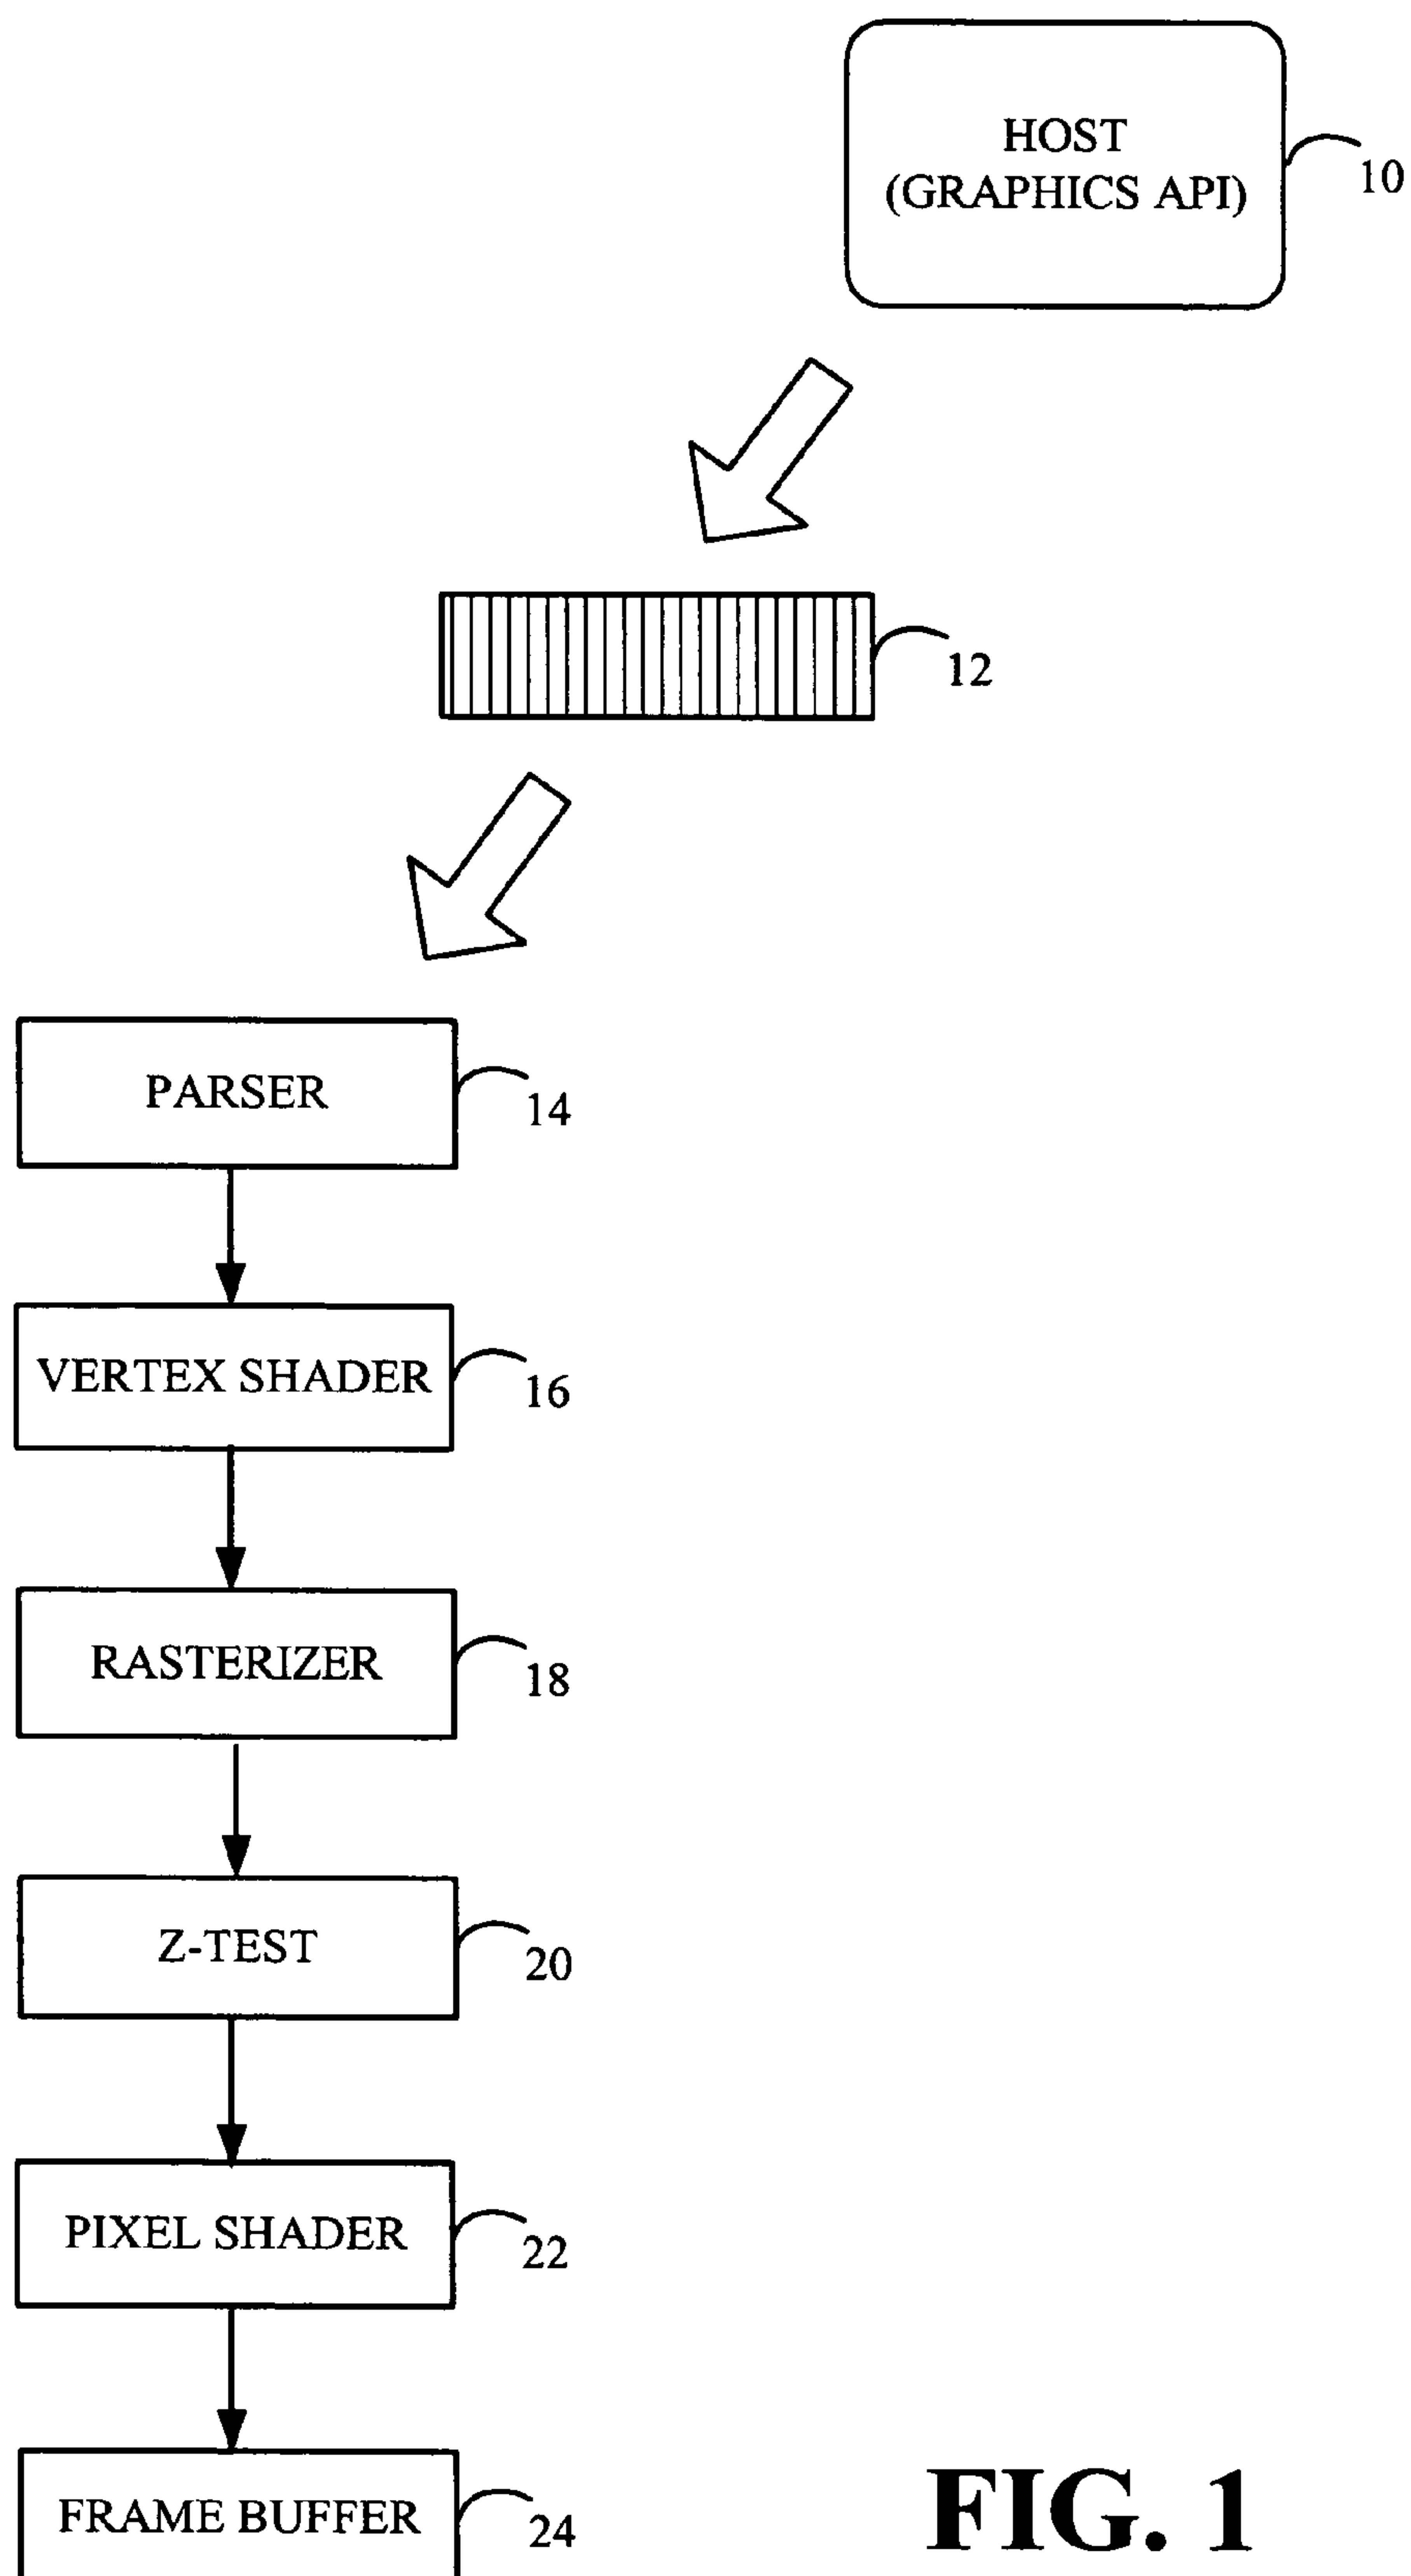 HOST
(GRAPHICS API)
10
12
PARSER
14
VERTEX SHADER
16
RASTERIZER
18
Z-TEST
20
PIXEL SHADER
22
FRAME BUFFER
24
FIG. 1